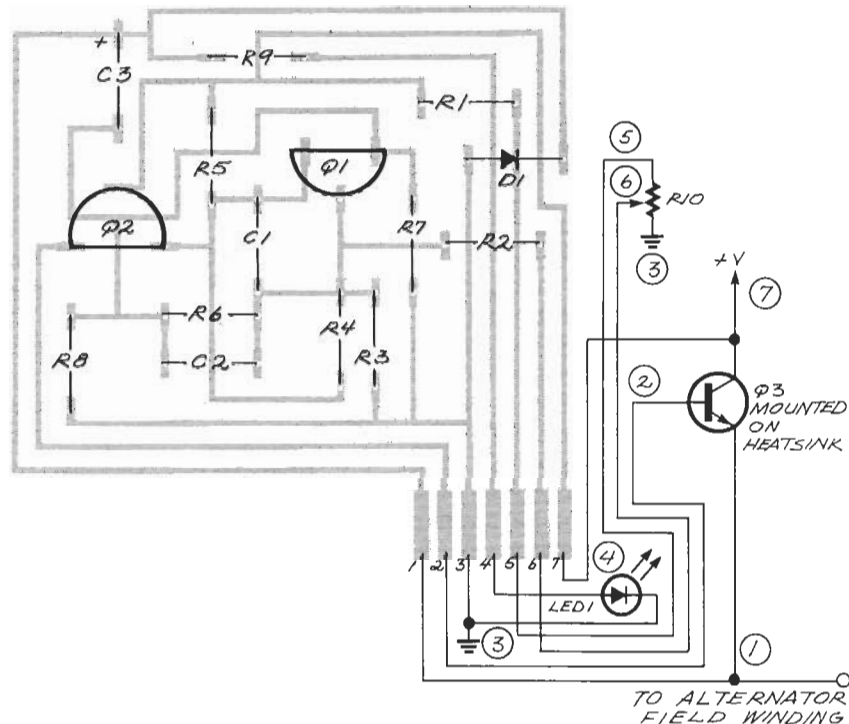 +
C3
R9
R1
R5
Q1
D1
5
6
R10
Q2
C1
R7
R2
3
+V
7
R6
R4
R8
C2
R3
2
Q3
MOUNTED
ON
HEATSINK
1 2 3 4 5 6 7
4
LED1
3
1
TO ALTERNATOR
FIELD WINDING